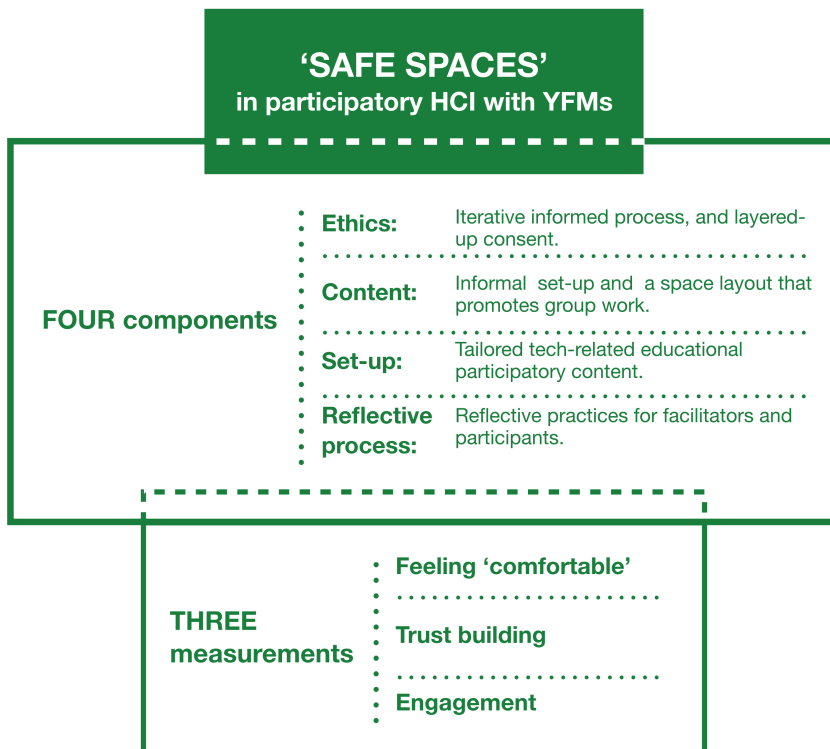 ‘SAFE SPACES’
in participatory HCI with YFMs
FOUR components
Ethics:
Iterative informed process, and layered-
up consent.
Content:
Informal set-up and a space layout that
promotes group work.
Set-up:
Tailored tech-related educational
participatory content.
Reflective
process:
Reflective practices for facilitators and
participants.
THREE
measurements
Feeling ‘comfortable’
Trust building
Engagement